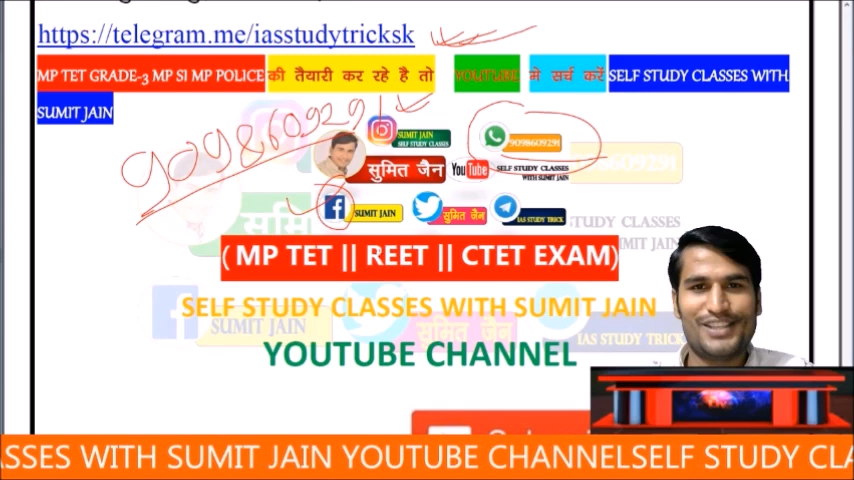 https://telegram.me/iasstudytricksk
MP TET GRADE-3 MP SI MP POLICE की तैयारी कर रहे है तो YOUTUBE मे सर्च करें SELF STUDY CLASSES WITH
SUMIT JAIN
9098609291
SUMIT JAIN
SELF STUDY CLASSES
9098609291
सुमित जैन
YouTube
SELF STUDY CLASSES
WITH SUMIT JAIN
SUMIT JAIN
सुमित जैन
IAS STUDY TRICK
( MP TET || REET || CTET EXAM)
SELF STUDY CLASSES WITH SUMIT JAIN
SUMIT JAIN
सुमित जैन
IAS STUDY TRICK
YOUTUBE CHANNEL
ASSES WITH SUMIT JAIN YOUTUBE CHANNELSELF STUDY CLA